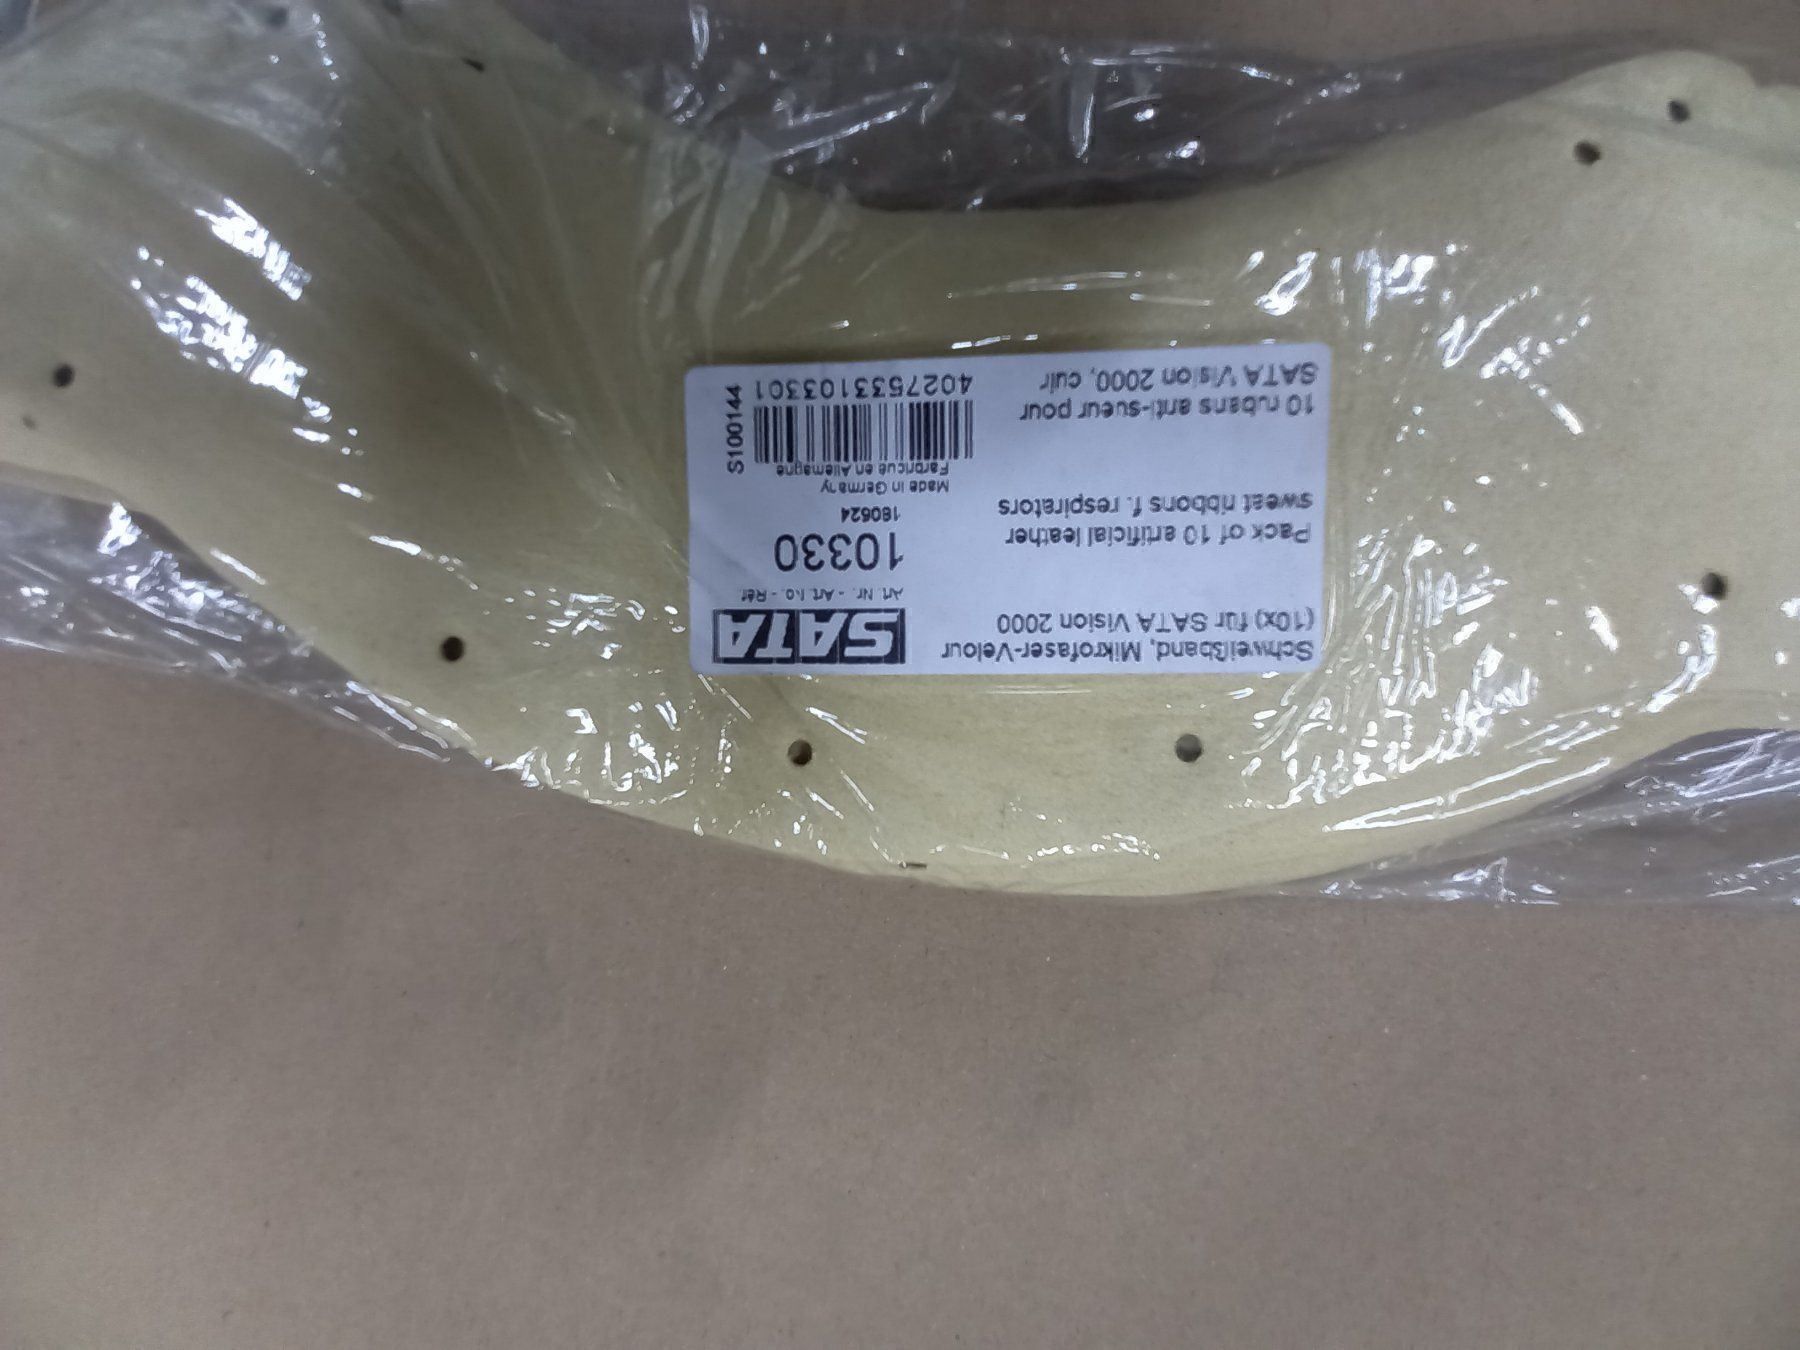 Schweißband, Mikrofaser-Velour
(10x) für SATA Vision 2000
Pack of 10 artificial leather
sweat ribbons f. respirators
10 rubans anti-sueur pour
SATA Vision 2000, cuir
SATA
Art. Nr. - Art. No. - Réf.
10330
180624
Made in Germany
Farbricué en Allemagne
4027533103301
S100144